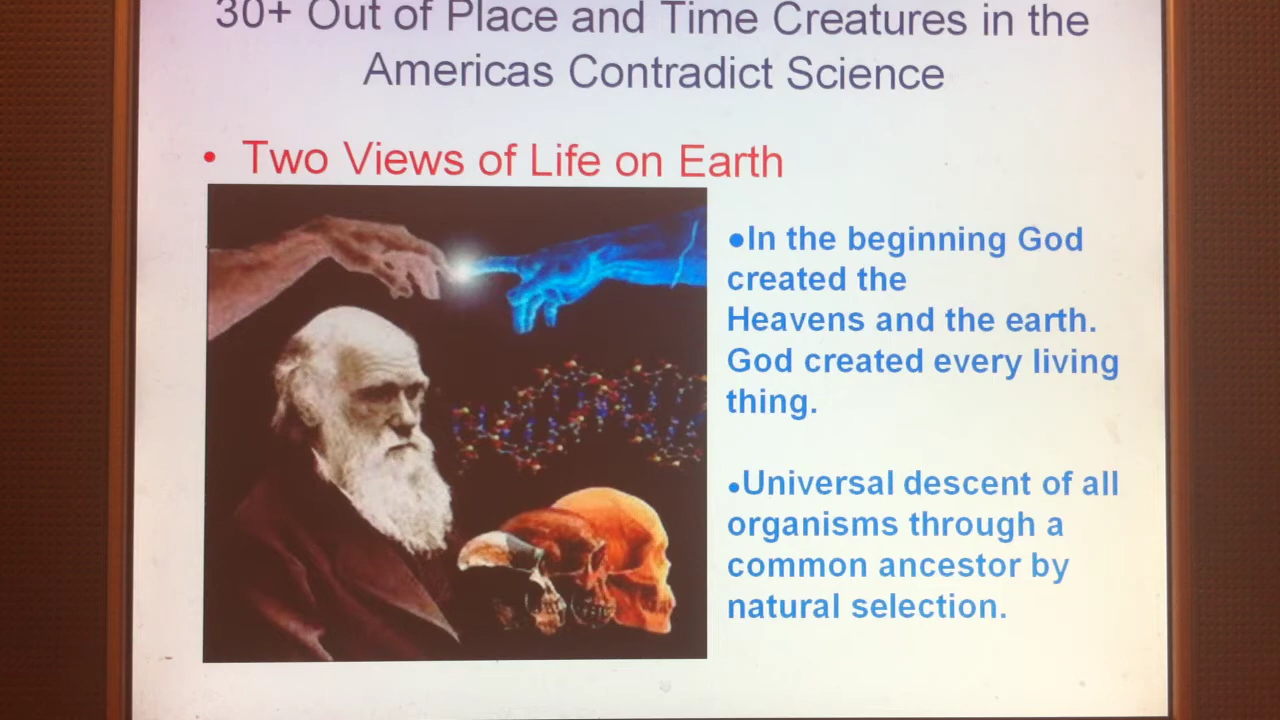 30+ Out of Place and Time Creatures in the
Americas Contradict Science
• Two Views of Life on Earth
●In the beginning God
created the
Heavens and the earth.
God created every living
thing.
●Universal descent of all
organisms through a
common ancestor by
natural selection.